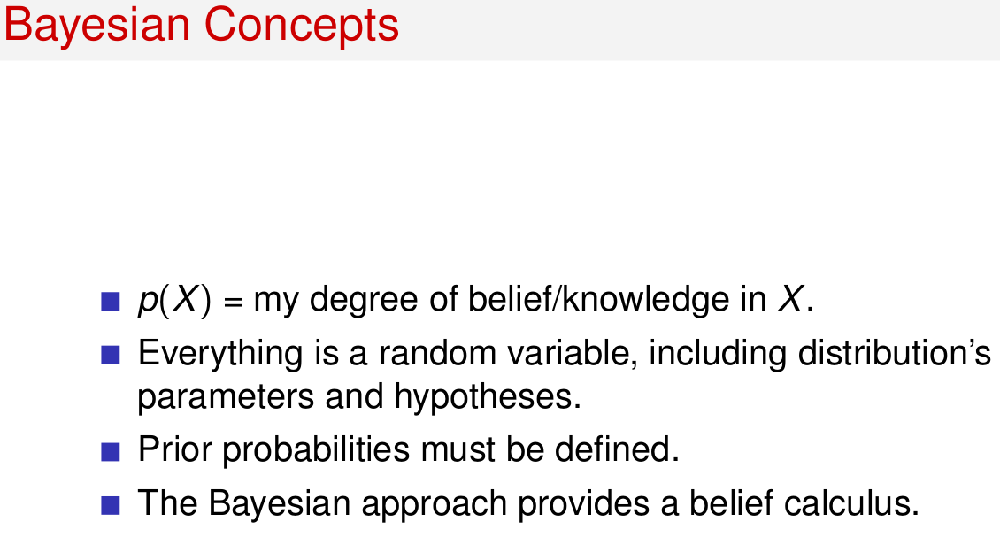 Bayesian Concepts
p(X) = my degree of belief/knowledge in X.
Everything is a random variable, including distribution’s
parameters and hypotheses.
Prior probabilities must be defined.
The Bayesian approach provides a belief calculus.